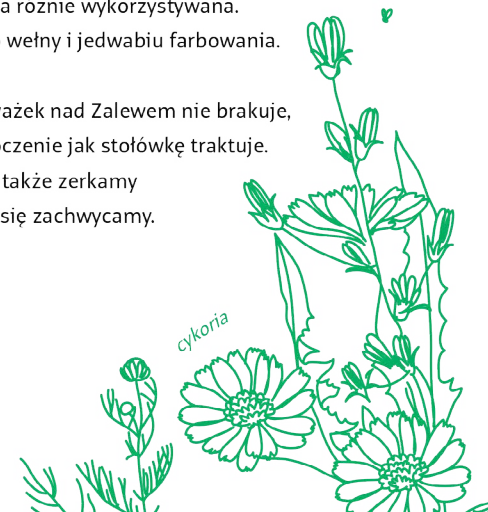 a różnie wykorzystywana.
wełny i jedwabiu farbowania.
ważek nad Zalewem nie brakuje,
oczenie jak stołówkę traktuje.
także zerkamy
się zachwycamy.
cykoria